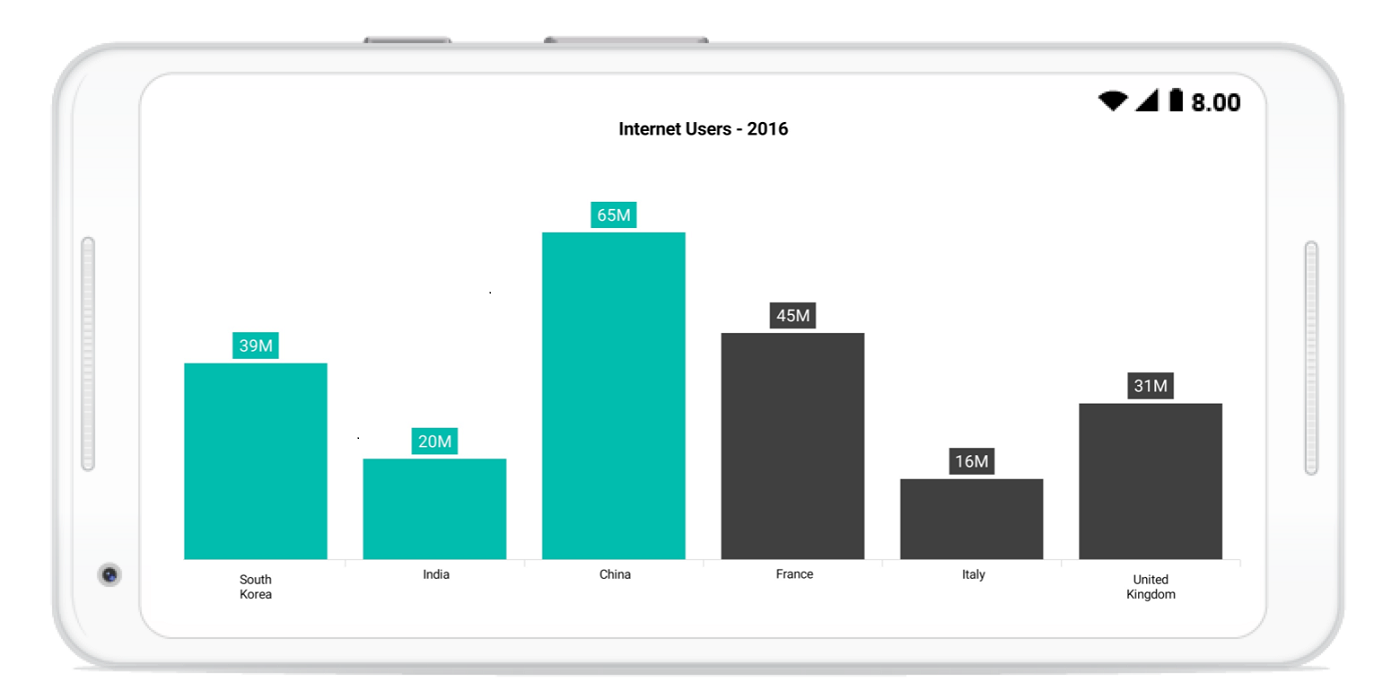 8.00
Internet Users - 2016
65M
45M
39M
31M
20M
16M
South
Korea
India
China
France
Italy
United
Kingdom